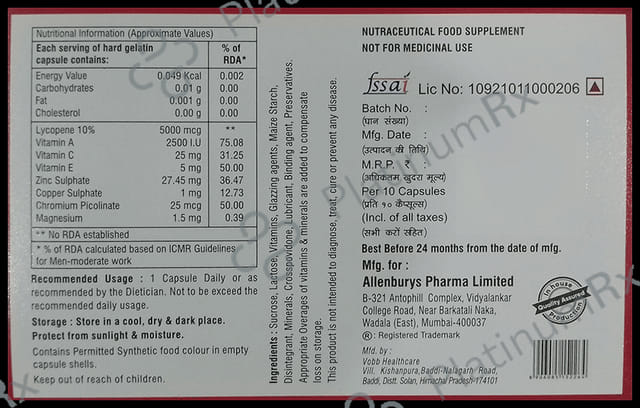 Nutritional Information (Approximate Values)
Each serving of hard gelatin capsule contains: % of RDA*
Energy Value 0.049 Kcal 0.002
Carbohydrates 0.01 g 0.00
Fat 0.001 g 0.00
Cholesterol 0.00 g 0.00
Lycopene 10% 5000 mcg **
Vitamin A 2500 I.U 75.08
Vitamin C 25 mg 31.25
Vitamin E 5 mg 50.00
Zinc Sulphate 27.45 mg 36.47
Copper Sulphate 1 mg 12.73
Chromium Picolinate 25 mcg 50.00
Magnesium 1.5 mg 0.39
** No RDA established
* % of RDA calculated based on ICMR Guidelines
for Men-moderate work
Recommended Usage : 1 Capsule Daily or as
recommended by the Dietician. Not to be exceed the
recommended daily usage.
Storage : Store in a cool, dry & dark place.
Protect from sunlight & moisture.
Contains Permitted Synthetic food colour in empty
capsule shells.
Keep out of reach of children.
Ingredients : Sucrose, Lactose, Vitamins, Glazzing agents, Maize Starch,
Disintegrant, Minerals, Crosspovidone, Lubricant, Binding agent, Preservatives.
Appropriate Overages of vitamins & minerals are added to compensate
loss on storage.
This product is not intended to diagnose, treat, cure or prevent any disease.
NUTRACEUTICAL FOOD SUPPLEMENT
NOT FOR MEDICINAL USE
fssai Lic No: 10921011000206
Batch No. :
(घान संख्या)
Mfg. Date :
(उत्पादन की तिथि)
M.R.P. ₹ :
(अधिकतम खुदरा मूल्य)
Per 10 Capsules
(प्रति १० कैप्सूल्स)
(Incl. of all taxes)
(सभी करों सहित)
Best Before 24 months from the date of mfg.
Mfg. for :
Allenburys Pharma Limited
B-321 Antophill Complex, Vidyalankar
College Road, Near Barkatali Naka,
Wadala (East), Mumbai-400037
®: Registered Trademark
Mfd. by :
Vobb Healthcare
Vill. Kishanpura,Baddi-Nalagarh Road,
Baddi, Distt. Solan, Himachal Pradesh-174101
In house
Quality Assured
Production
PlatinumRx
PlatinumRx